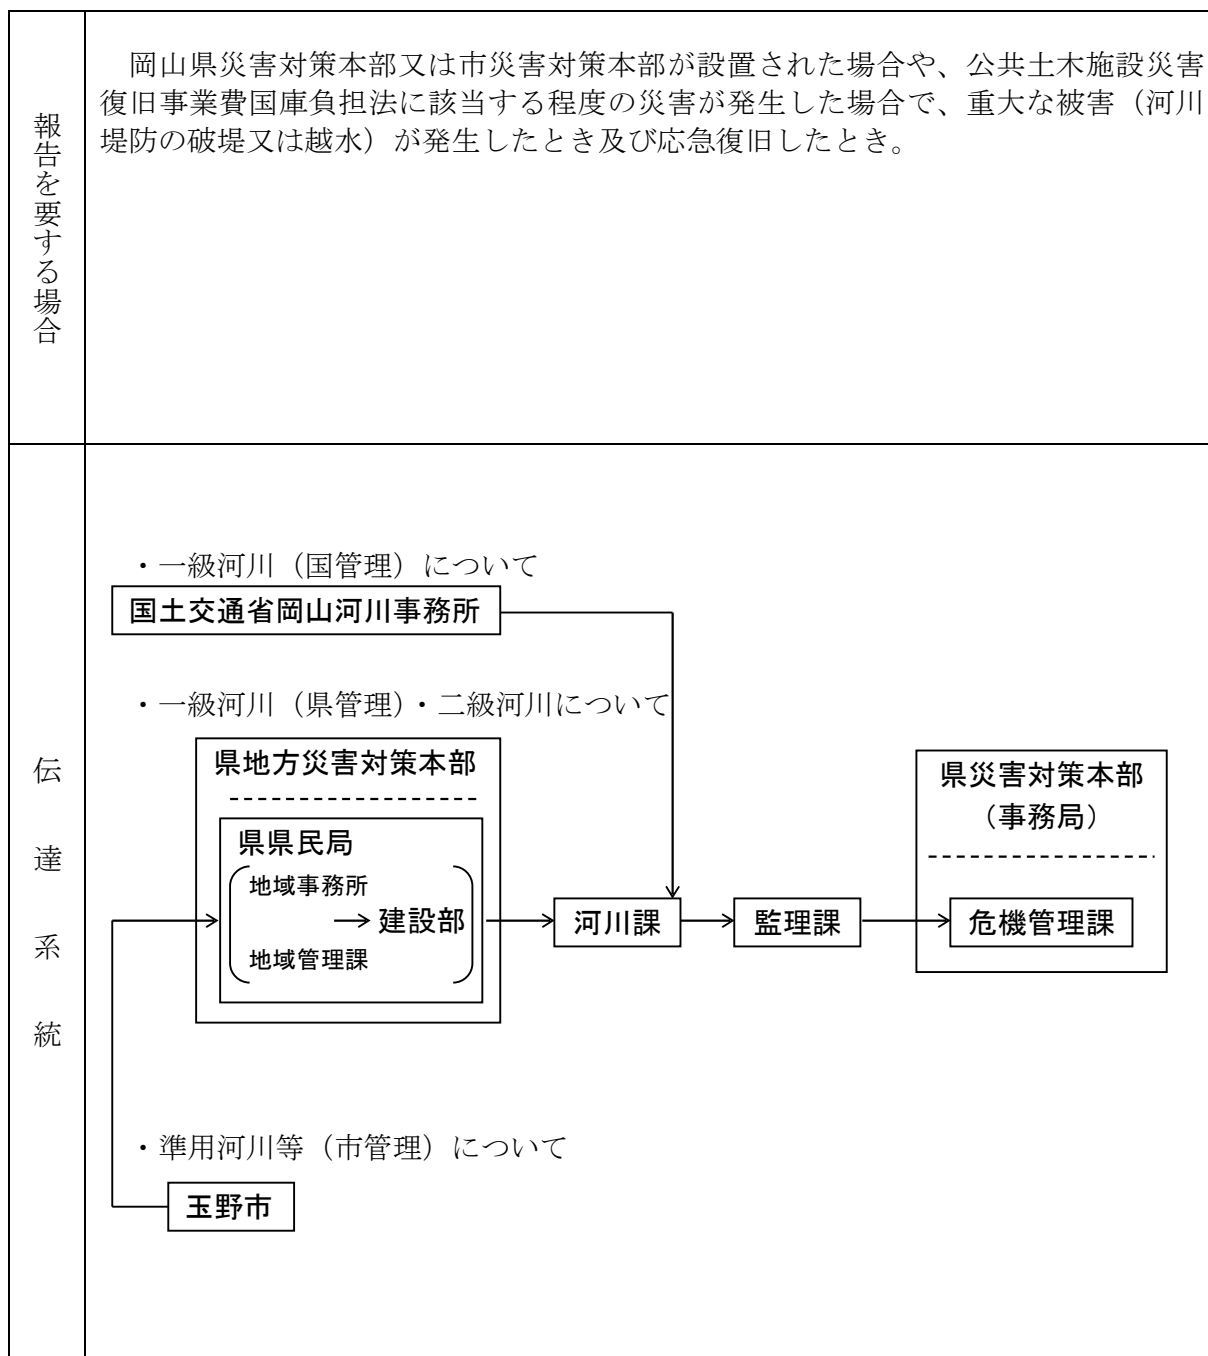 報告を要する場合
　岡山県災害対策本部又は市災害対策本部が設置された場合や、公共土木施設災害
復旧事業費国庫負担法に該当する程度の災害が発生した場合で、重大な被害（河川
堤防の破堤又は越水）が発生したとき及び応急復旧したとき。
伝達系統
・一級河川（国管理）について
国土交通省岡山河川事務所
・一級河川（県管理）・二級河川について
県地方災害対策本部
県県民局
地域事務所
建設部
地域管理課
河川課
監理課
県災害対策本部
（事務局）
危機管理課
・準用河川等（市管理）について
玉野市